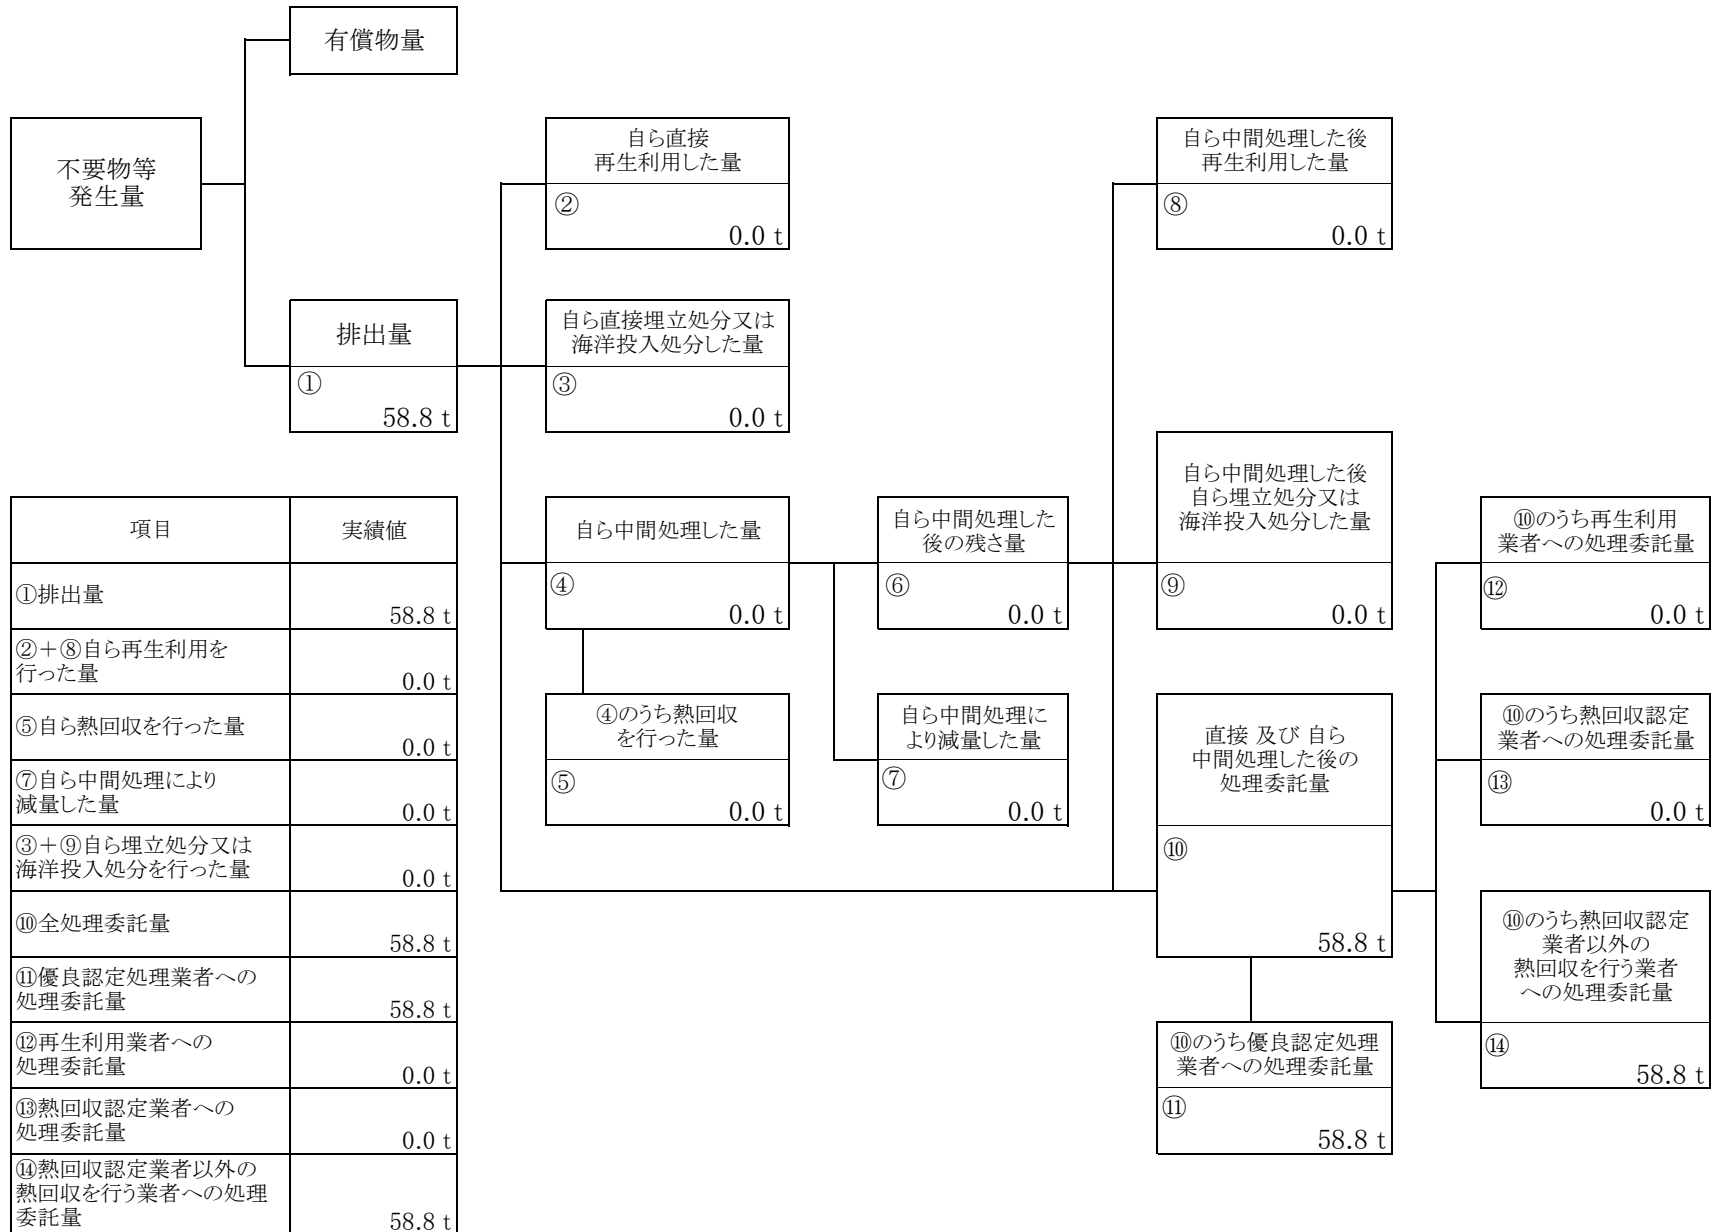 有償物量
不要物等
発生量
自ら直接
再生利用した量
②
0.0 t
自ら中間処理した後
再生利用した量
⑧
0.0 t
排出量
①
58.8 t
自ら直接埋立処分又は
海洋投入処分した量
③
0.0 t
自ら中間処理した量
④
0.0 t
自ら中間処理した
後の残さ量
⑥
0.0 t
自ら中間処理した後
自ら埋立処分又は
海洋投入処分した量
⑨
0.0 t
⑩のうち再生利用
業者への処理委託量
⑫
0.0 t
④のうち熱回収
を行った量
⑤
0.0 t
自ら中間処理に
より減量した量
⑦
0.0 t
直接 及び 自ら
中間処理した後の
処理委託量
⑩
58.8 t
⑩のうち熱回収認定
業者への処理委託量
⑬
0.0 t
⑩のうち熱回収認定
業者以外の
熱回収を行う業者
への処理委託量
⑭
58.8 t
⑩のうち優良認定処理
業者への処理委託量
⑪
58.8 t
項目 実績値
①排出量
58.8 t
②＋⑧自ら再生利用を
行った量
0.0 t
⑤自ら熱回収を行った量
0.0 t
⑦自ら中間処理により
減量した量
0.0 t
③＋⑨自ら埋立処分又は
海洋投入処分を行った量
0.0 t
⑩全処理委託量
58.8 t
⑪優良認定処理業者への
処理委託量
58.8 t
⑫再生利用業者への
処理委託量
0.0 t
⑬熱回収認定業者への
処理委託量
0.0 t
⑭熱回収認定業者以外の
熱回収を行う業者への処理
委託量
58.8 t